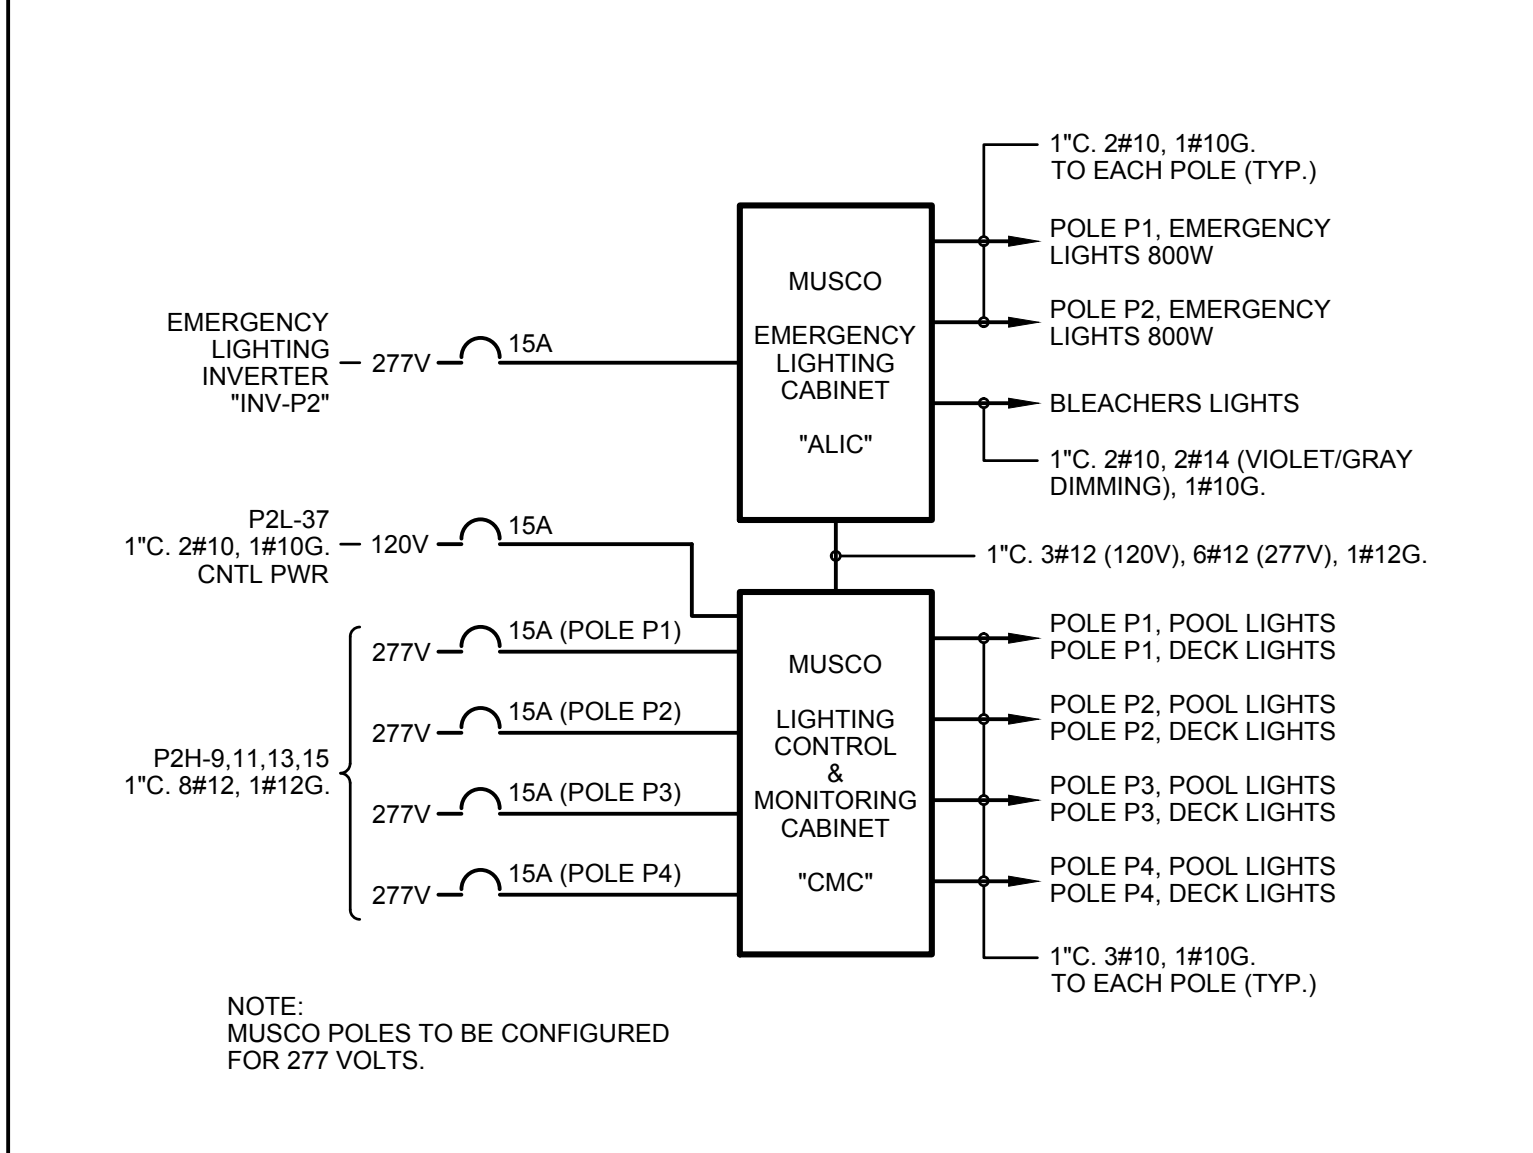 1"C. 2#10, 1#10G.
TO EACH POLE (TYP.)
POLE P1, EMERGENCY
LIGHTS 800W
POLE P2, EMERGENCY
LIGHTS 800W
BLEACHERS LIGHTS
1"C. 2#10, 2#14 (VIOLET/GRAY
DIMMING), 1#10G.
MUSCO
EMERGENCY
LIGHTING
CABINET
"ALIC"
EMERGENCY
LIGHTING
INVERTER
"INV-P2"
277V
15A
P2L-37
1"C. 2#10, 1#10G.
CNTL PWR
120V
15A
1"C. 3#12 (120V), 6#12 (277V), 1#12G.
P2H-9,11,13,15
1"C. 8#12, 1#12G.
277V
15A (POLE P1)
277V
15A (POLE P2)
277V
15A (POLE P3)
277V
15A (POLE P4)
MUSCO
LIGHTING
CONTROL
&
MONITORING
CABINET
"CMC"
POLE P1, POOL LIGHTS
POLE P1, DECK LIGHTS
POLE P2, POOL LIGHTS
POLE P2, DECK LIGHTS
POLE P3, POOL LIGHTS
POLE P3, DECK LIGHTS
POLE P4, POOL LIGHTS
POLE P4, DECK LIGHTS
1"C. 3#10, 1#10G.
TO EACH POLE (TYP.)
NOTE:
MUSCO POLES TO BE CONFIGURED
FOR 277 VOLTS.